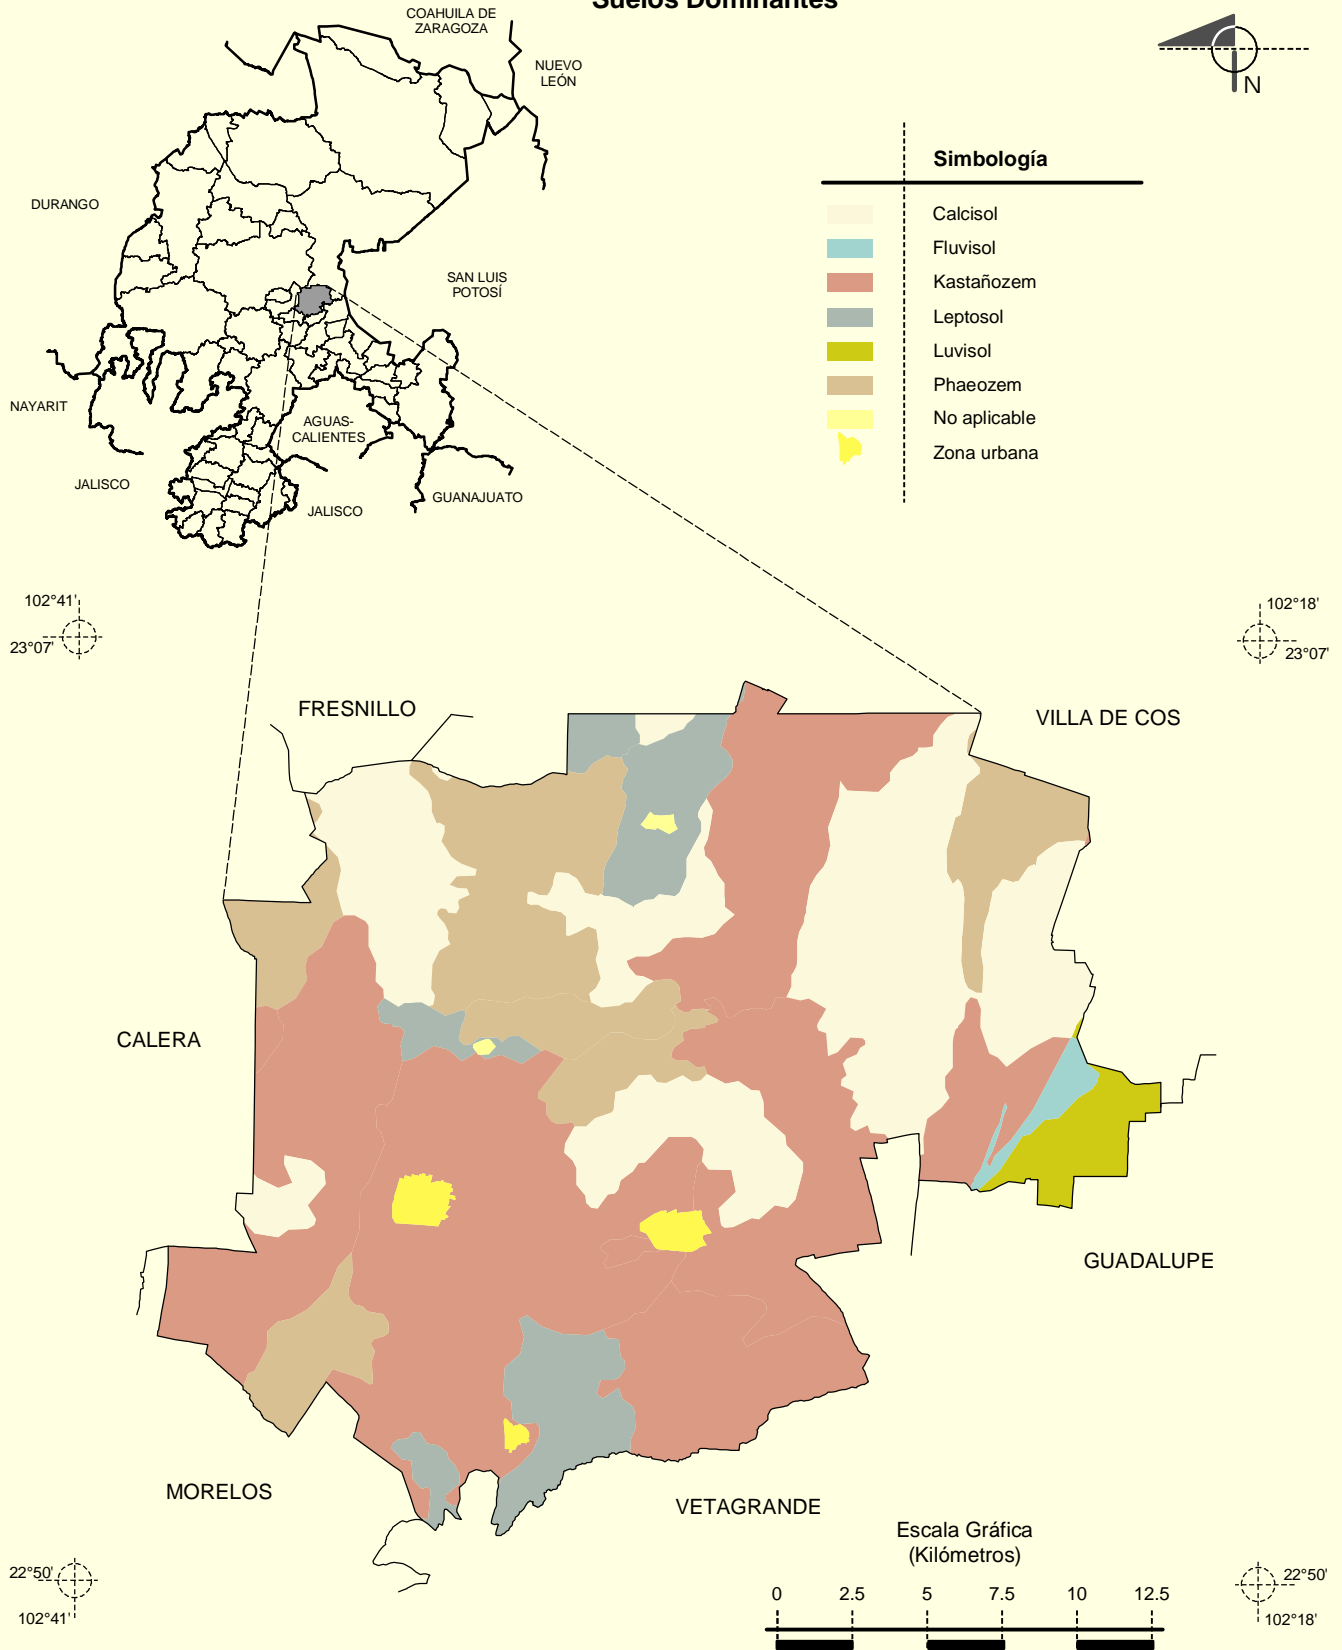 Suelos Dominantes
COAHUILA DE
ZARAGOZA
NUEVO
LEÓN
N
DURANGO
SAN LUIS
POTOSÍ
NAYARIT
AGUAS-
CALIENTES
JALISCO
JALISCO
GUANAJUATO
Simbología
Calcisol
Fluvisol
Kastañozem
Leptosol
Luvisol
Phaeozem
No aplicable
Zona urbana
102°41'
23°07'
102°18'
23°07'
FRESNILLO
VILLA DE COS
CALERA
GUADALUPE
MORELOS
VETAGRANDE
Escala Gráfica
(Kilómetros)
0 2.5 5 7.5 10 12.5
22°50'
102°41'
22°50'
102°18'